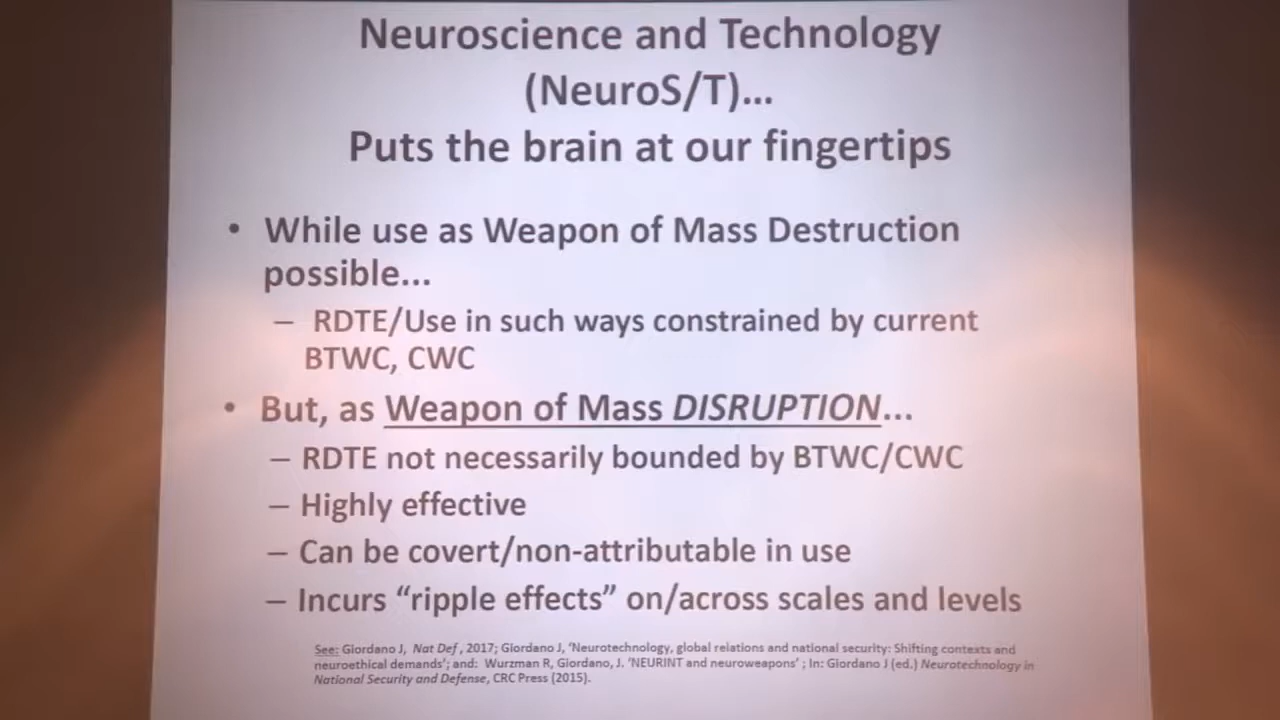 Neuroscience and Technology
(NeuroS/T)...
Puts the brain at our fingertips
• While use as Weapon of Mass Destruction
possible...
– RDTE/Use in such ways constrained by current
BTWC, CWC
• But, as Weapon of Mass DISRUPTION...
– RDTE not necessarily bounded by BTWC/CWC
– Highly effective
– Can be covert/non-attributable in use
– Incurs “ripple effects” on/across scales and levels
See: Giordano J, Nat Def, 2017; Giordano J, ‘Neurotechnology, global relations and national security: Shifting contexts and
neuroethical demands’; and: Wurzman R, Giordano, J. ‘NEURINT and neuroweapons’ ; In: Giordano J (ed.) Neurotechnology in
National Security and Defense, CRC Press (2015).